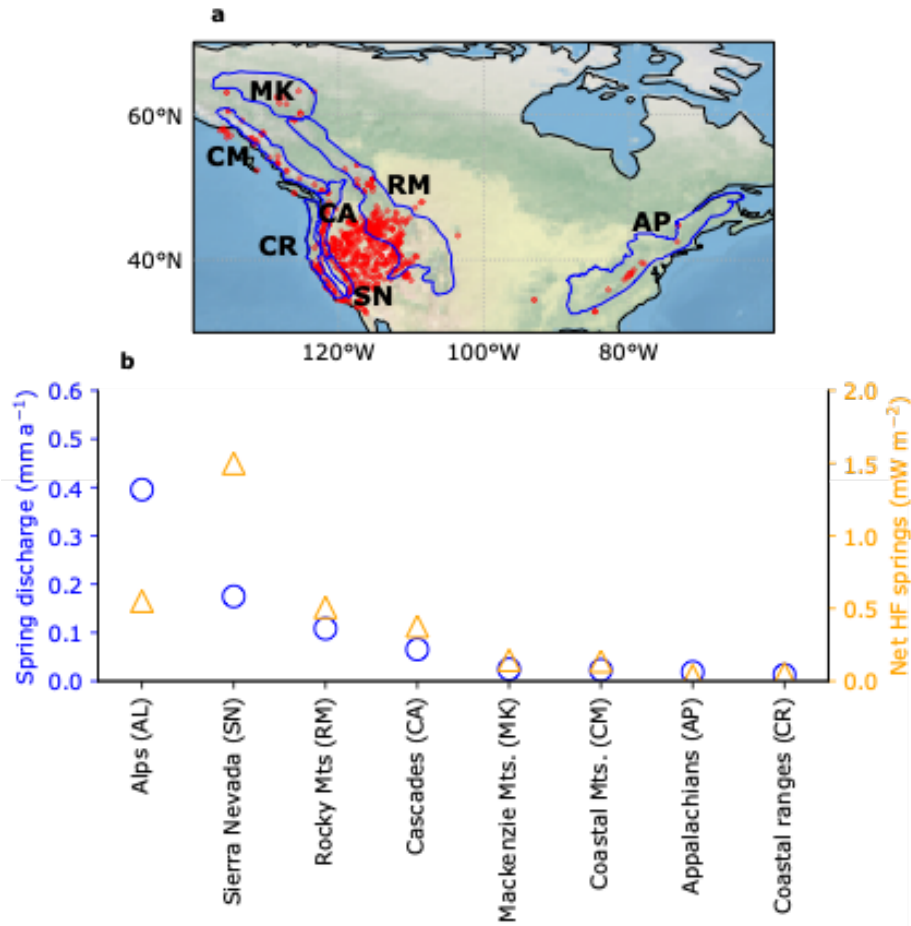 a
MK
60°N
CM
RM
CA
AP
CR
40°N
SN
120°W 100°W 80°W
b
Spring discharge (mm a⁻¹)
0.6
0.5
0.4
0.3
0.2
0.1
0.0
2.0
1.5
1.0
0.5
0.0
Net HF springs (mW m⁻²)
Alps (AL)
Sierra Nevada (SN)
Rocky Mts (RM)
Cascades (CA)
Mackenzie Mts. (MK)
Coastal Mts. (CM)
Appalachians (AP)
Coastal ranges (CR)